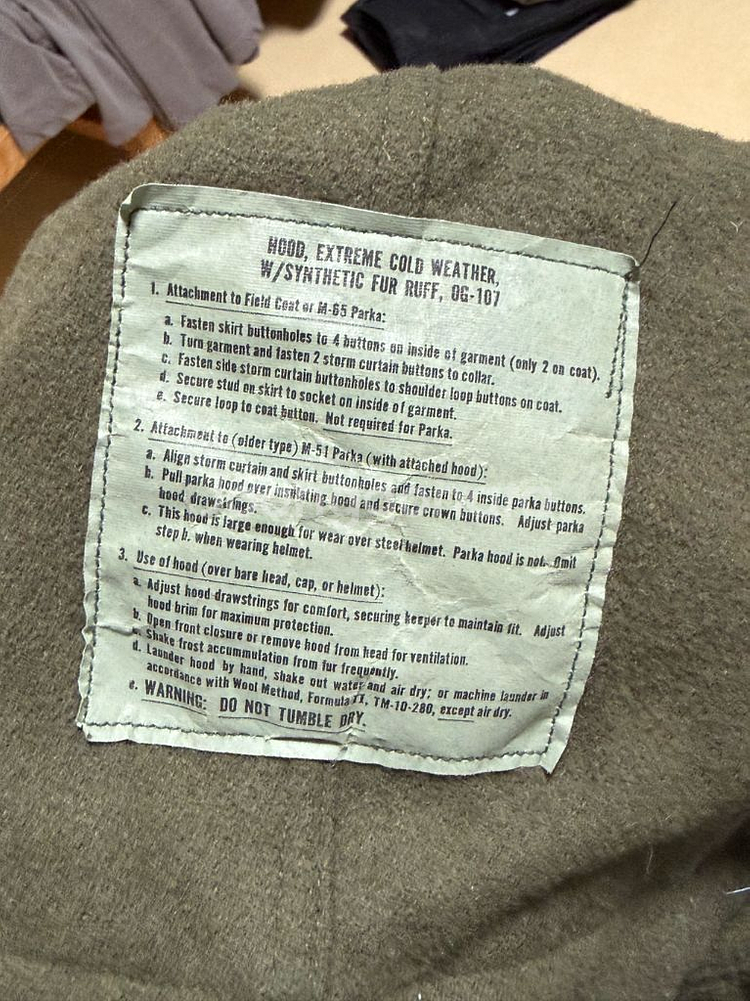 HOOD, EXTREME COLD WEATHER,
W/SYNTHETIC FUR RUFF, OG-107
1. Attachment to Field Coat or M-65 Parka:
a. Fasten skirt buttonholes to 4 buttons on inside of garment (only 2 on coat).
b. Turn garment and fasten 2 storm curtain buttons to collar.
c. Fasten side storm curtain buttonholes to shoulder loop buttons on coat.
d. Secure stud on skirt to socket on inside of garment.
e. Secure loop to coat button. Not required for Parka.
2. Attachment to (older type) M-51 Parka (with attached hood):
a. Align storm curtain and skirt buttonholes and fasten to 4 inside parka buttons.
b. Pull parka hood over insulating hood and secure crown buttons. Adjust parka
hood drawstrings.
c. This hood is large enough for wear over steel helmet. Parka hood is not. Omit
step b. when wearing helmet.
3. Use of hood (over bare head, cap, or helmet):
a. Adjust hood drawstrings for comfort, securing keeper to maintain fit. Adjust
hood brim for maximum protection.
b. Open front closure or remove hood from head for ventilation.
c. Shake frost accummulation from fur frequently.
d. Launder hood by hand, shake out water and air dry; or machine launder in
accordance with Wool Method, Formula II, TM-10-280, except air dry.
e. WARNING: DO NOT TUMBLE DRY.